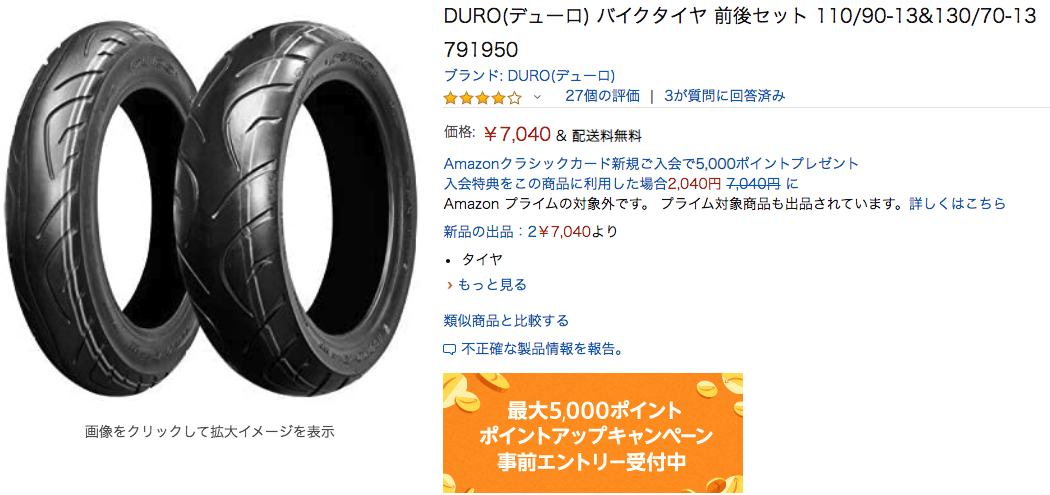 DURO(デューロ) バイクタイヤ 前後セット 110/90-13&130/70-13
791950
ブランド: DURO(デューロ)
27個の評価 | 3が質問に回答済み
価格: ￥7,040 & 配送料無料
Amazonクラシックカード新規ご入会で5,000ポイントプレゼント
入会特典をこの商品に利用した場合2,040円 7,040円 に
Amazon プライムの対象外です。 プライム対象商品も出品されています。詳しくはこちら
新品の出品：2￥7,040より
• タイヤ
› もっと見る
類似商品と比較する
不正確な製品情報を報告。
画像をクリックして拡大イメージを表示
最大5,000ポイント
ポイントアップキャンペーン
事前エントリー受付中